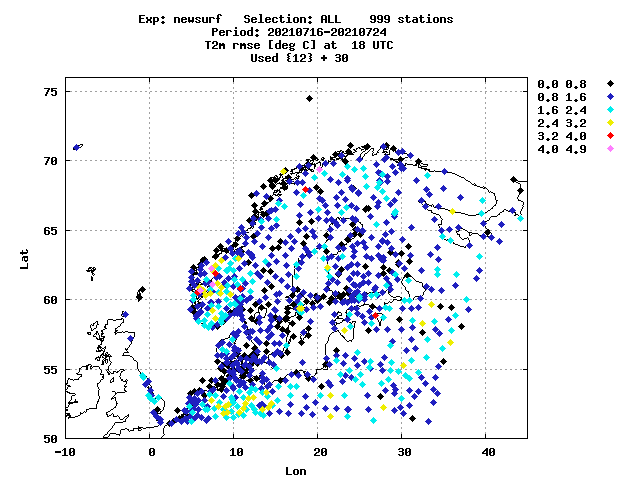 Exp: newsurf   Selection: ALL    999 stations
Period: 20210716-20210724
T2m rmse [deg C] at  18 UTC
Used {12} + 30
0.0 0.8
0.8 1.6
1.6 2.4
2.4 3.2
3.2 4.0
4.0 4.9
75
70
65
60
55
50
Lat
-10 0 10 20 30 40
Lon